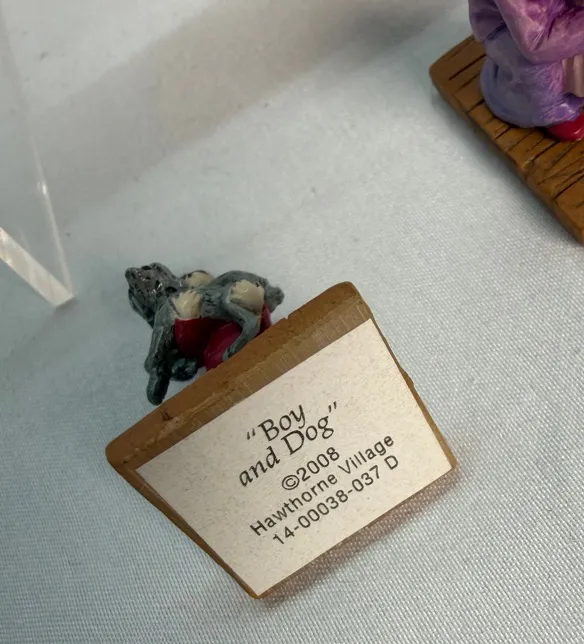 “Boy
and Dog”
©2008
Hawthorne Village
14-00038-037 D